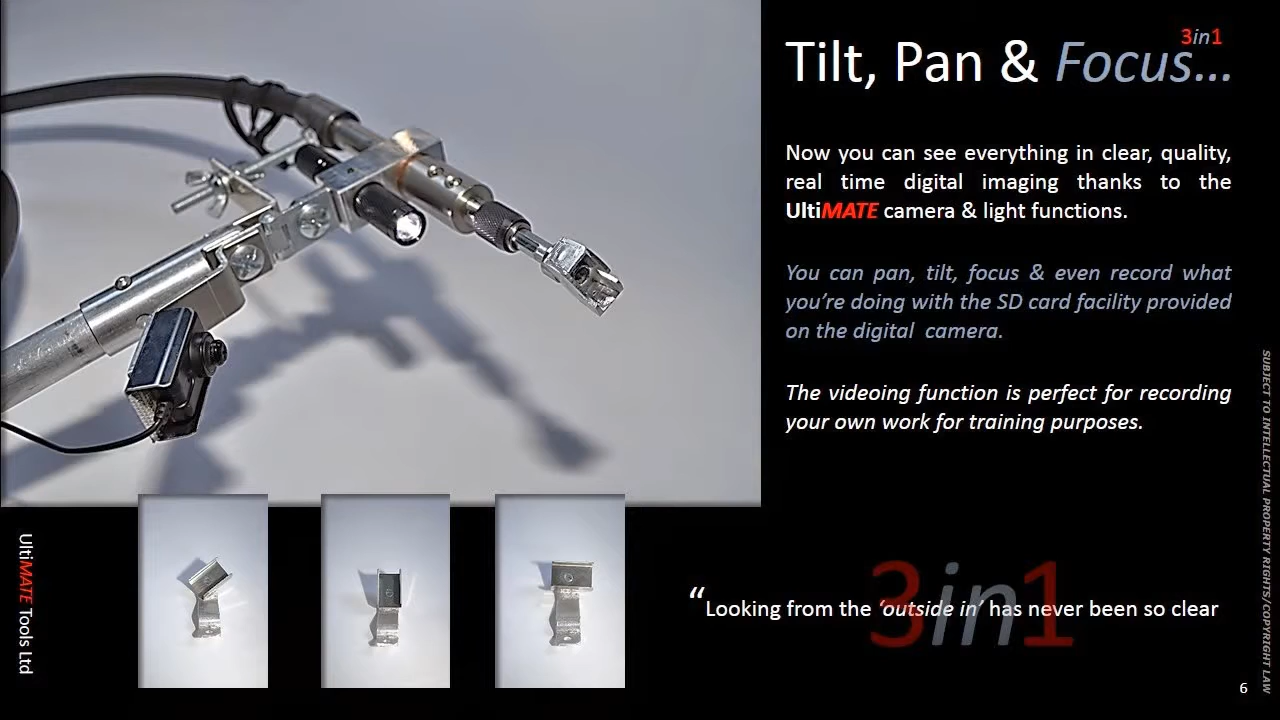 3in1
Tilt, Pan & Focus...
Now you can see everything in clear, quality,
real time digital imaging thanks to the
UltiMATE camera & light functions.
You can pan, tilt, focus & even record what
you're doing with the SD card facility provided
on the digital camera.
The videoing function is perfect for recording
your own work for training purposes.
SUBJECT TO INTELLECTUAL PROPERTY RIGHTS/COPYRIGHT LAW
UltiMATE Tools Ltd
3in1
“Looking from the ‘outside in’ has never been so clear
6